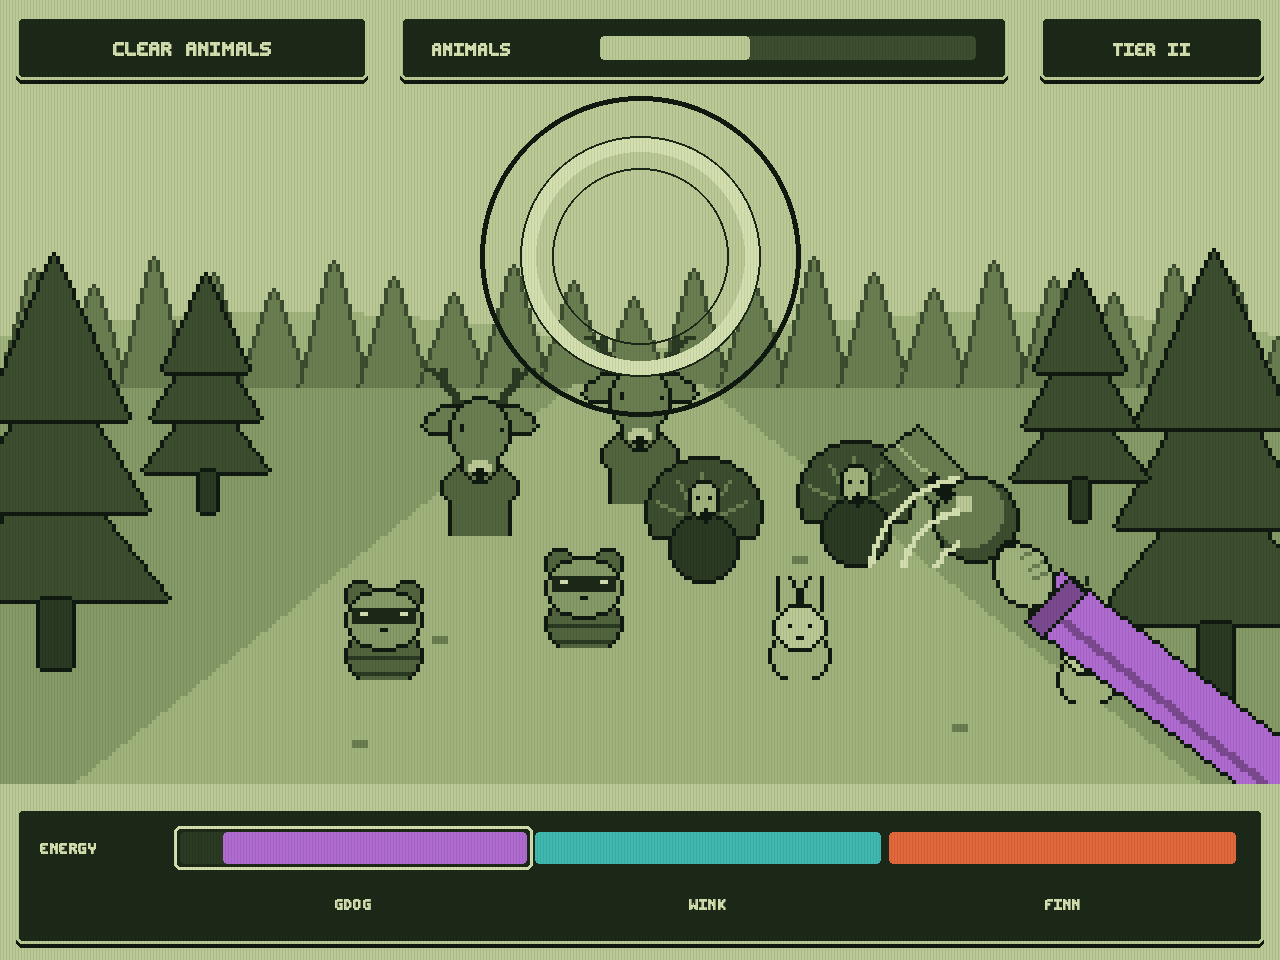 CLEAR ANIMALS
ANIMALS
TIER II
ENERGY
GDOG
WINK
FINN